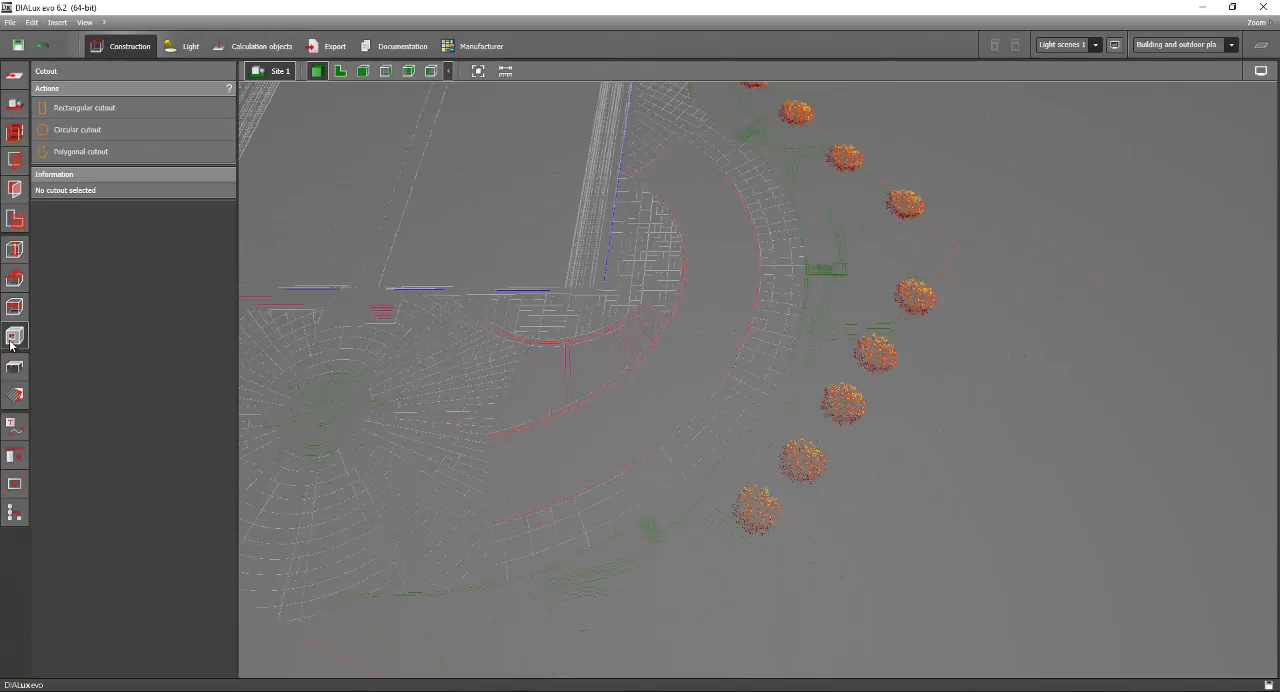 DIALux evo 6.2 (64-bit)
File Edit Insert View ?
Zoom
Construction Light Calculation objects Export Documentation Manufacturer
Light scenes 1
Building and outdoor pla
Cutout
Site 1
Actions ?
Rectangular cutout
Circular cutout
Polygonal cutout
Information
No cutout selected
DIALux evo